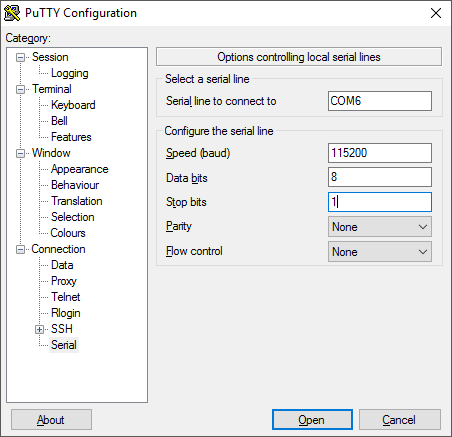 PuTTY Configuration
Category:
Session
Logging
Terminal
Keyboard
Bell
Features
Window
Appearance
Behaviour
Translation
Selection
Colours
Connection
Data
Proxy
Telnet
Rlogin
SSH
Serial
Options controlling local serial lines
Select a serial line
Serial line to connect to COM6
Configure the serial line
Speed (baud) 115200
Data bits 8
Stop bits 1
Parity None
Flow control None
About Open Cancel